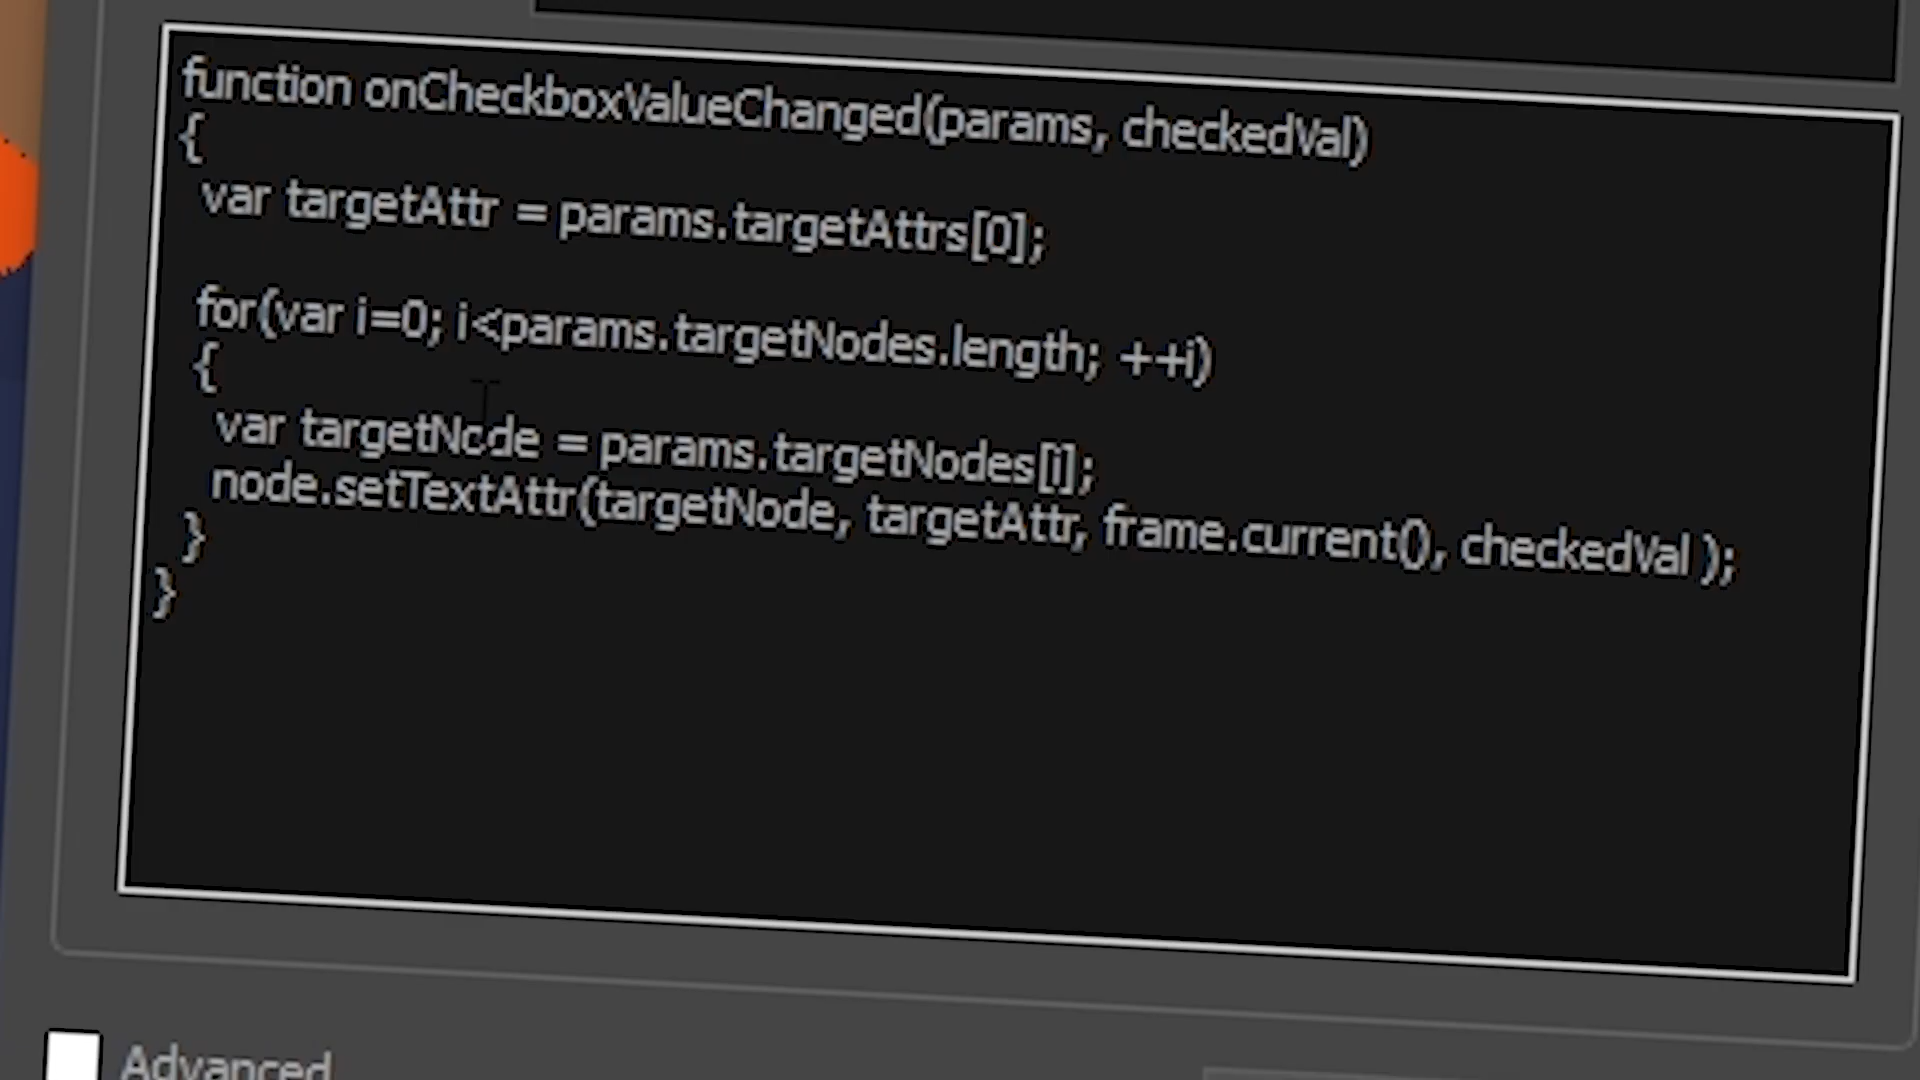 function onCheckboxValueChanged(params, checkedVal)
{
var targetAttr = params.targetAttrs[0];
for(var i=0; i<params.targetNodes.length; ++i)
{
var targetNode = params.targetNodes[i];
node.setTextAttr(targetNode, targetAttr, frame.current(), checkedVal );
}
}
Advanced